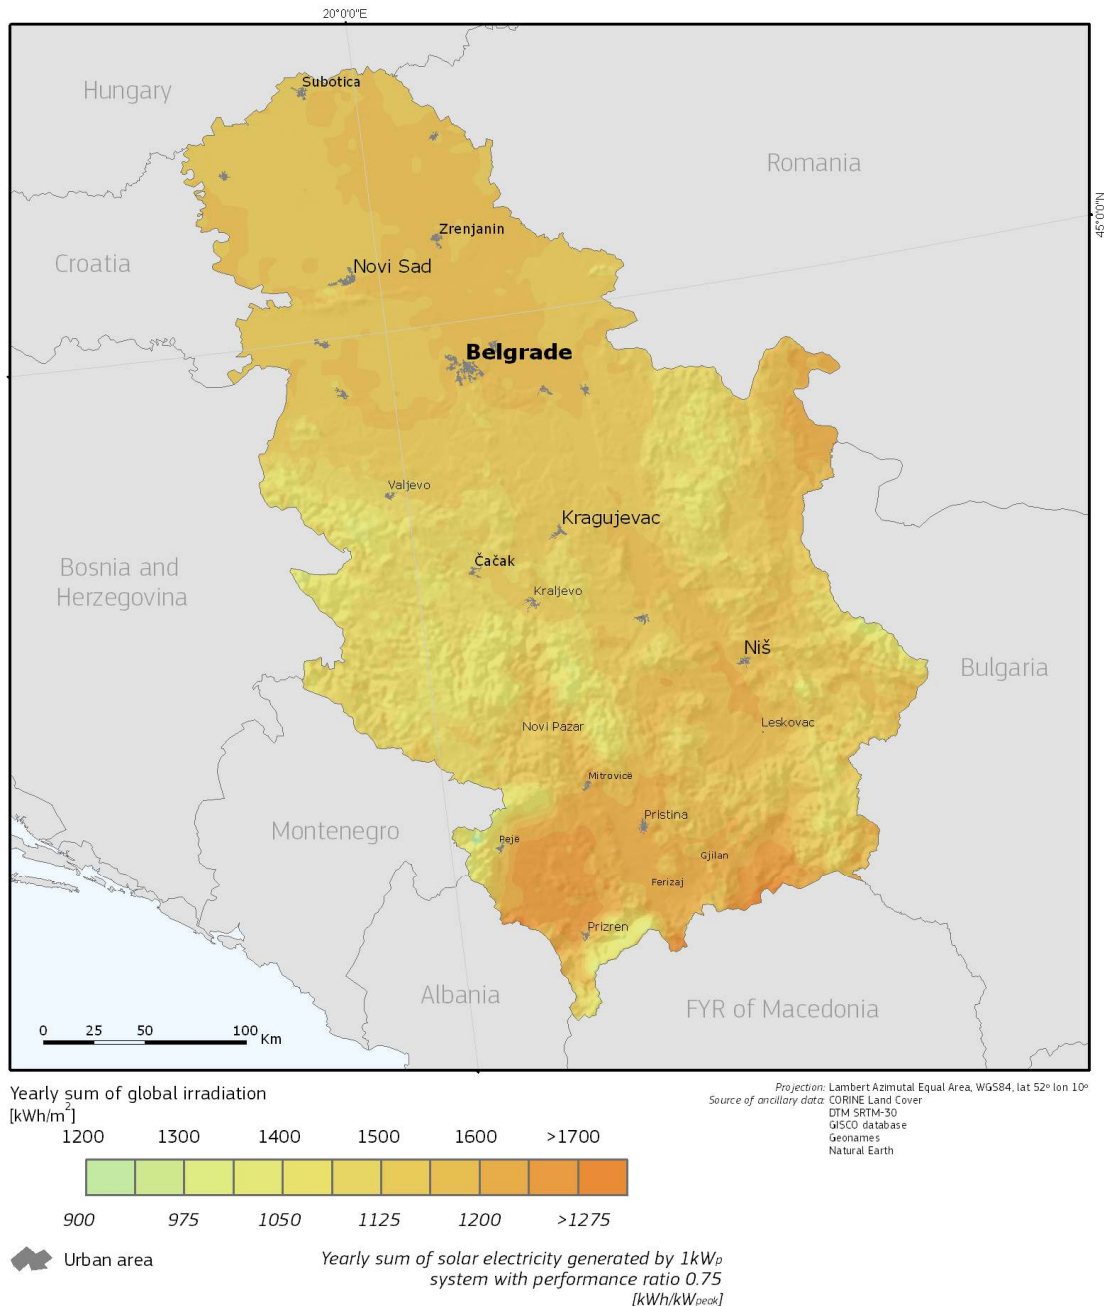 20°0'0"E
Subotica
Hungary
Romania
45°0'0"N
Zrenjanin
Croatia
Novi Sad
Belgrade
Valjevo
Kragujevac
Čačak
Bosnia and
Herzegovina
Kraljevo
Niš
Bulgaria
Novi Pazar
Leskovac
Mitrovicë
Pristina
Montenegro
Pejë
Gjilan
Ferizaj
Prizren
Albania
FYR of Macedonia
0 25 50 100 Km
Yearly sum of global irradiation
[kWh/m²]
1200 1300 1400 1500 1600 >1700
900 975 1050 1125 1200 >1275
Urban area
Yearly sum of solar electricity generated by 1kWp
system with performance ratio 0.75
[kWh/kWpeak]
Projection: Lambert Azimutal Equal Area, WGS84, lat 52º lon 10º
Source of ancillary data: CORINE Land Cover
DTM SRTM-30
GISCO database
Geonames
Natural Earth